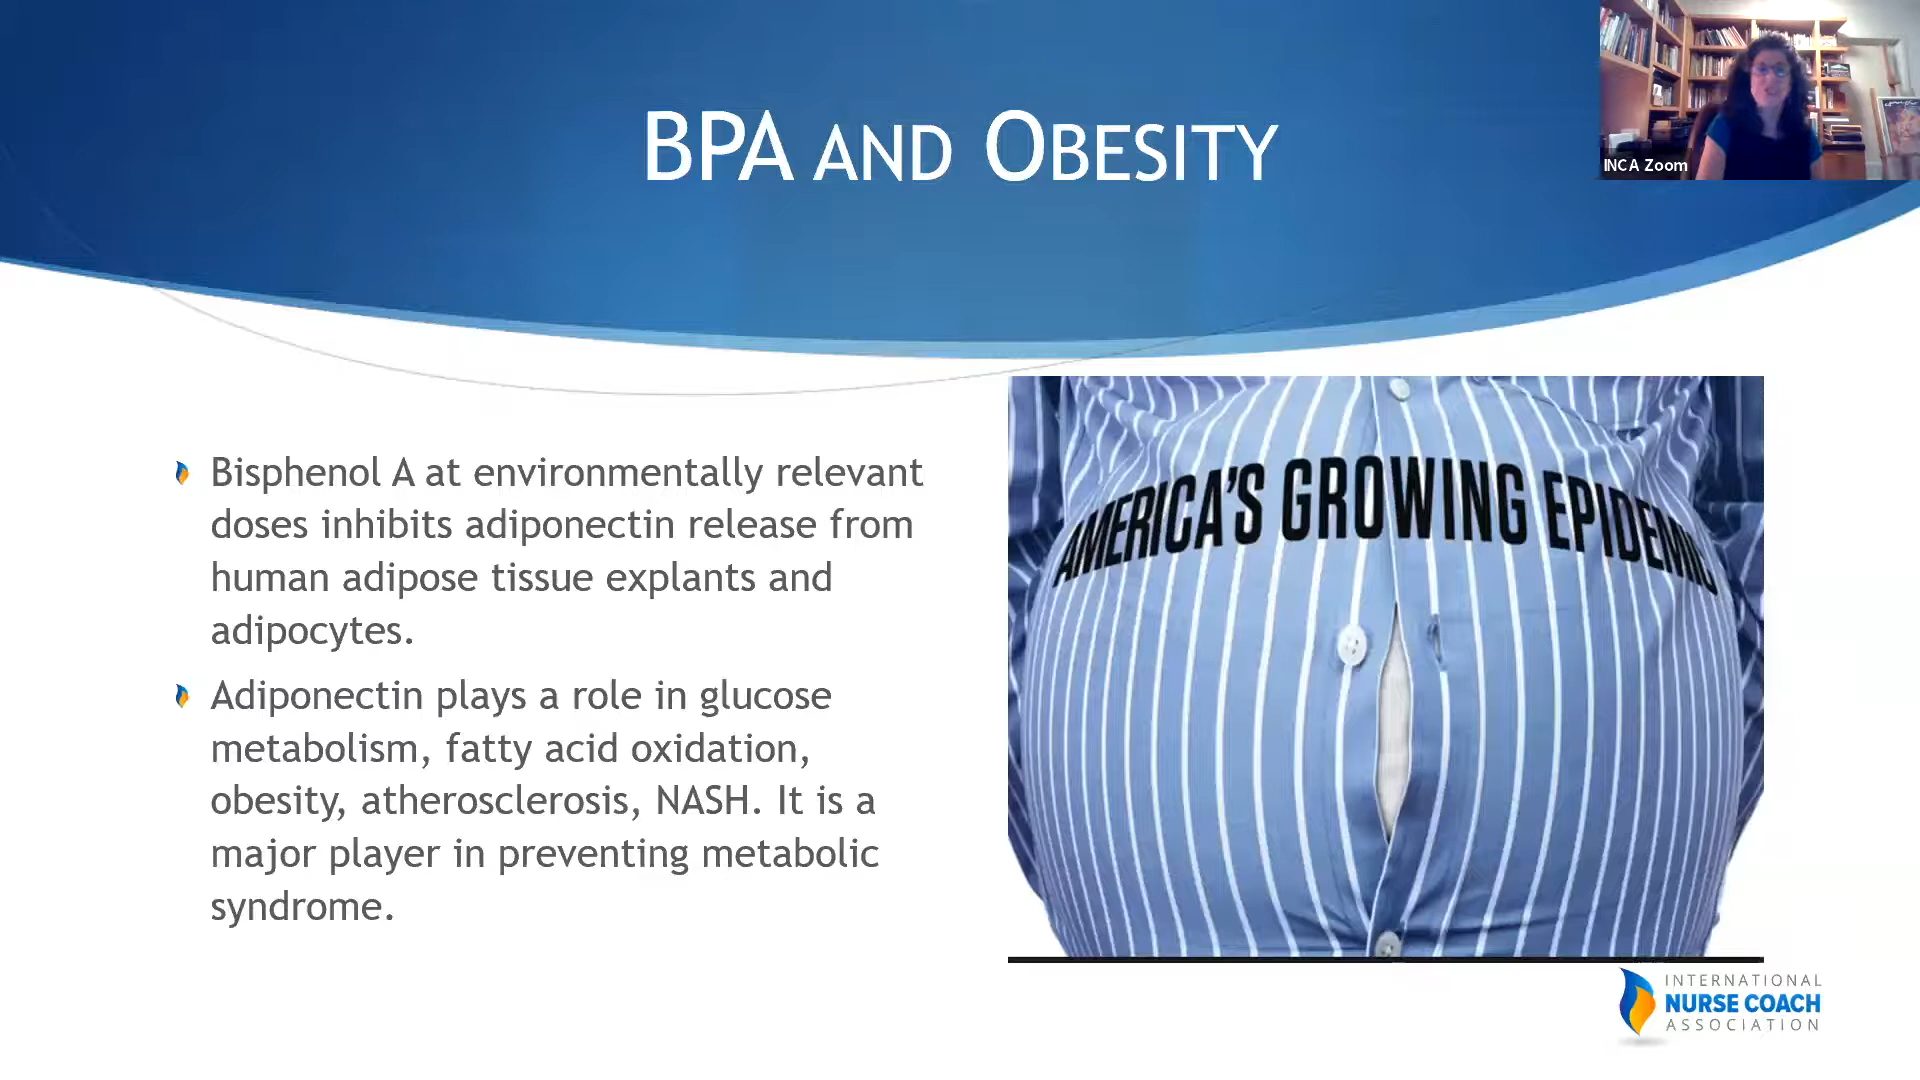 BPA AND OBESITY
INCA Zoom
Bisphenol A at environmentally relevant
doses inhibits adiponectin release from
human adipose tissue explants and
adipocytes.
Adiponectin plays a role in glucose
metabolism, fatty acid oxidation,
obesity, atherosclerosis, NASH. It is a
major player in preventing metabolic
syndrome.
AMERICA'S GROWING EPIDEMIC
INTERNATIONAL
NURSE COACH
ASSOCIATION